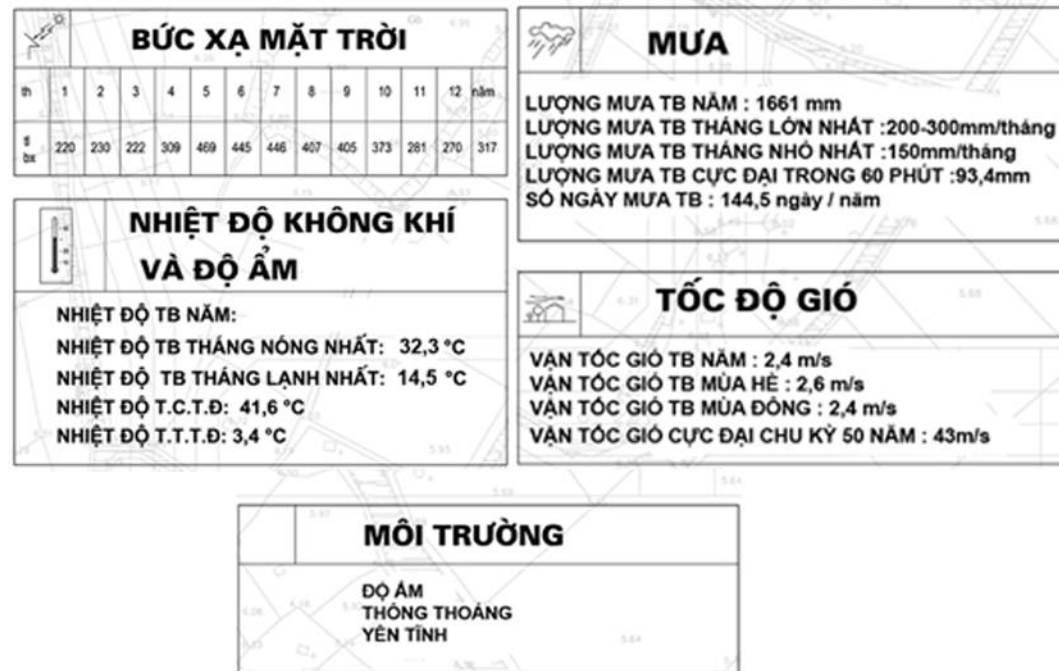 BỨC XẠ MẶT TRỜI
th 1 2 3 4 5 6 7 8 9 10 11 12 năm
bx 220 230 222 309 469 445 446 407 405 373 281 270 317
NHIỆT ĐỘ KHÔNG KHÍ
VÀ ĐỘ ẨM
NHIỆT ĐỘ TB NĂM:
NHIỆT ĐỘ TB THÁNG NÓNG NHẤT: 32,3 °C
NHIỆT ĐỘ TB THÁNG LẠNH NHẤT: 14,5 °C
NHIỆT ĐỘ T.C.T.Đ: 41,6 °C
NHIỆT ĐỘ T.T.T.Đ: 3,4 °C
MƯA
LƯỢNG MƯA TB NĂM : 1661 mm
LƯỢNG MƯA TB THÁNG LỚN NHẤT :200-300mm/tháng
LƯỢNG MƯA TB THÁNG NHỎ NHẤT :150mm/tháng
LƯỢNG MƯA TB CỰC ĐẠI TRONG 60 PHÚT :93,4mm
SỐ NGÀY MƯA TB : 144,5 ngày / năm
TỐC ĐỘ GIÓ
VẬN TỐC GIÓ TB NĂM : 2,4 m/s
VẬN TỐC GIÓ TB MÙA HÈ : 2,6 m/s
VẬN TỐC GIÓ TB MÙA ĐÔNG : 2,4 m/s
VẬN TỐC GIÓ CỰC ĐẠI CHU KỲ 50 NĂM : 43m/s
MÔI TRƯỜNG
ĐỘ ẨM
THÔNG THOÁNG
YÊN TĨNH